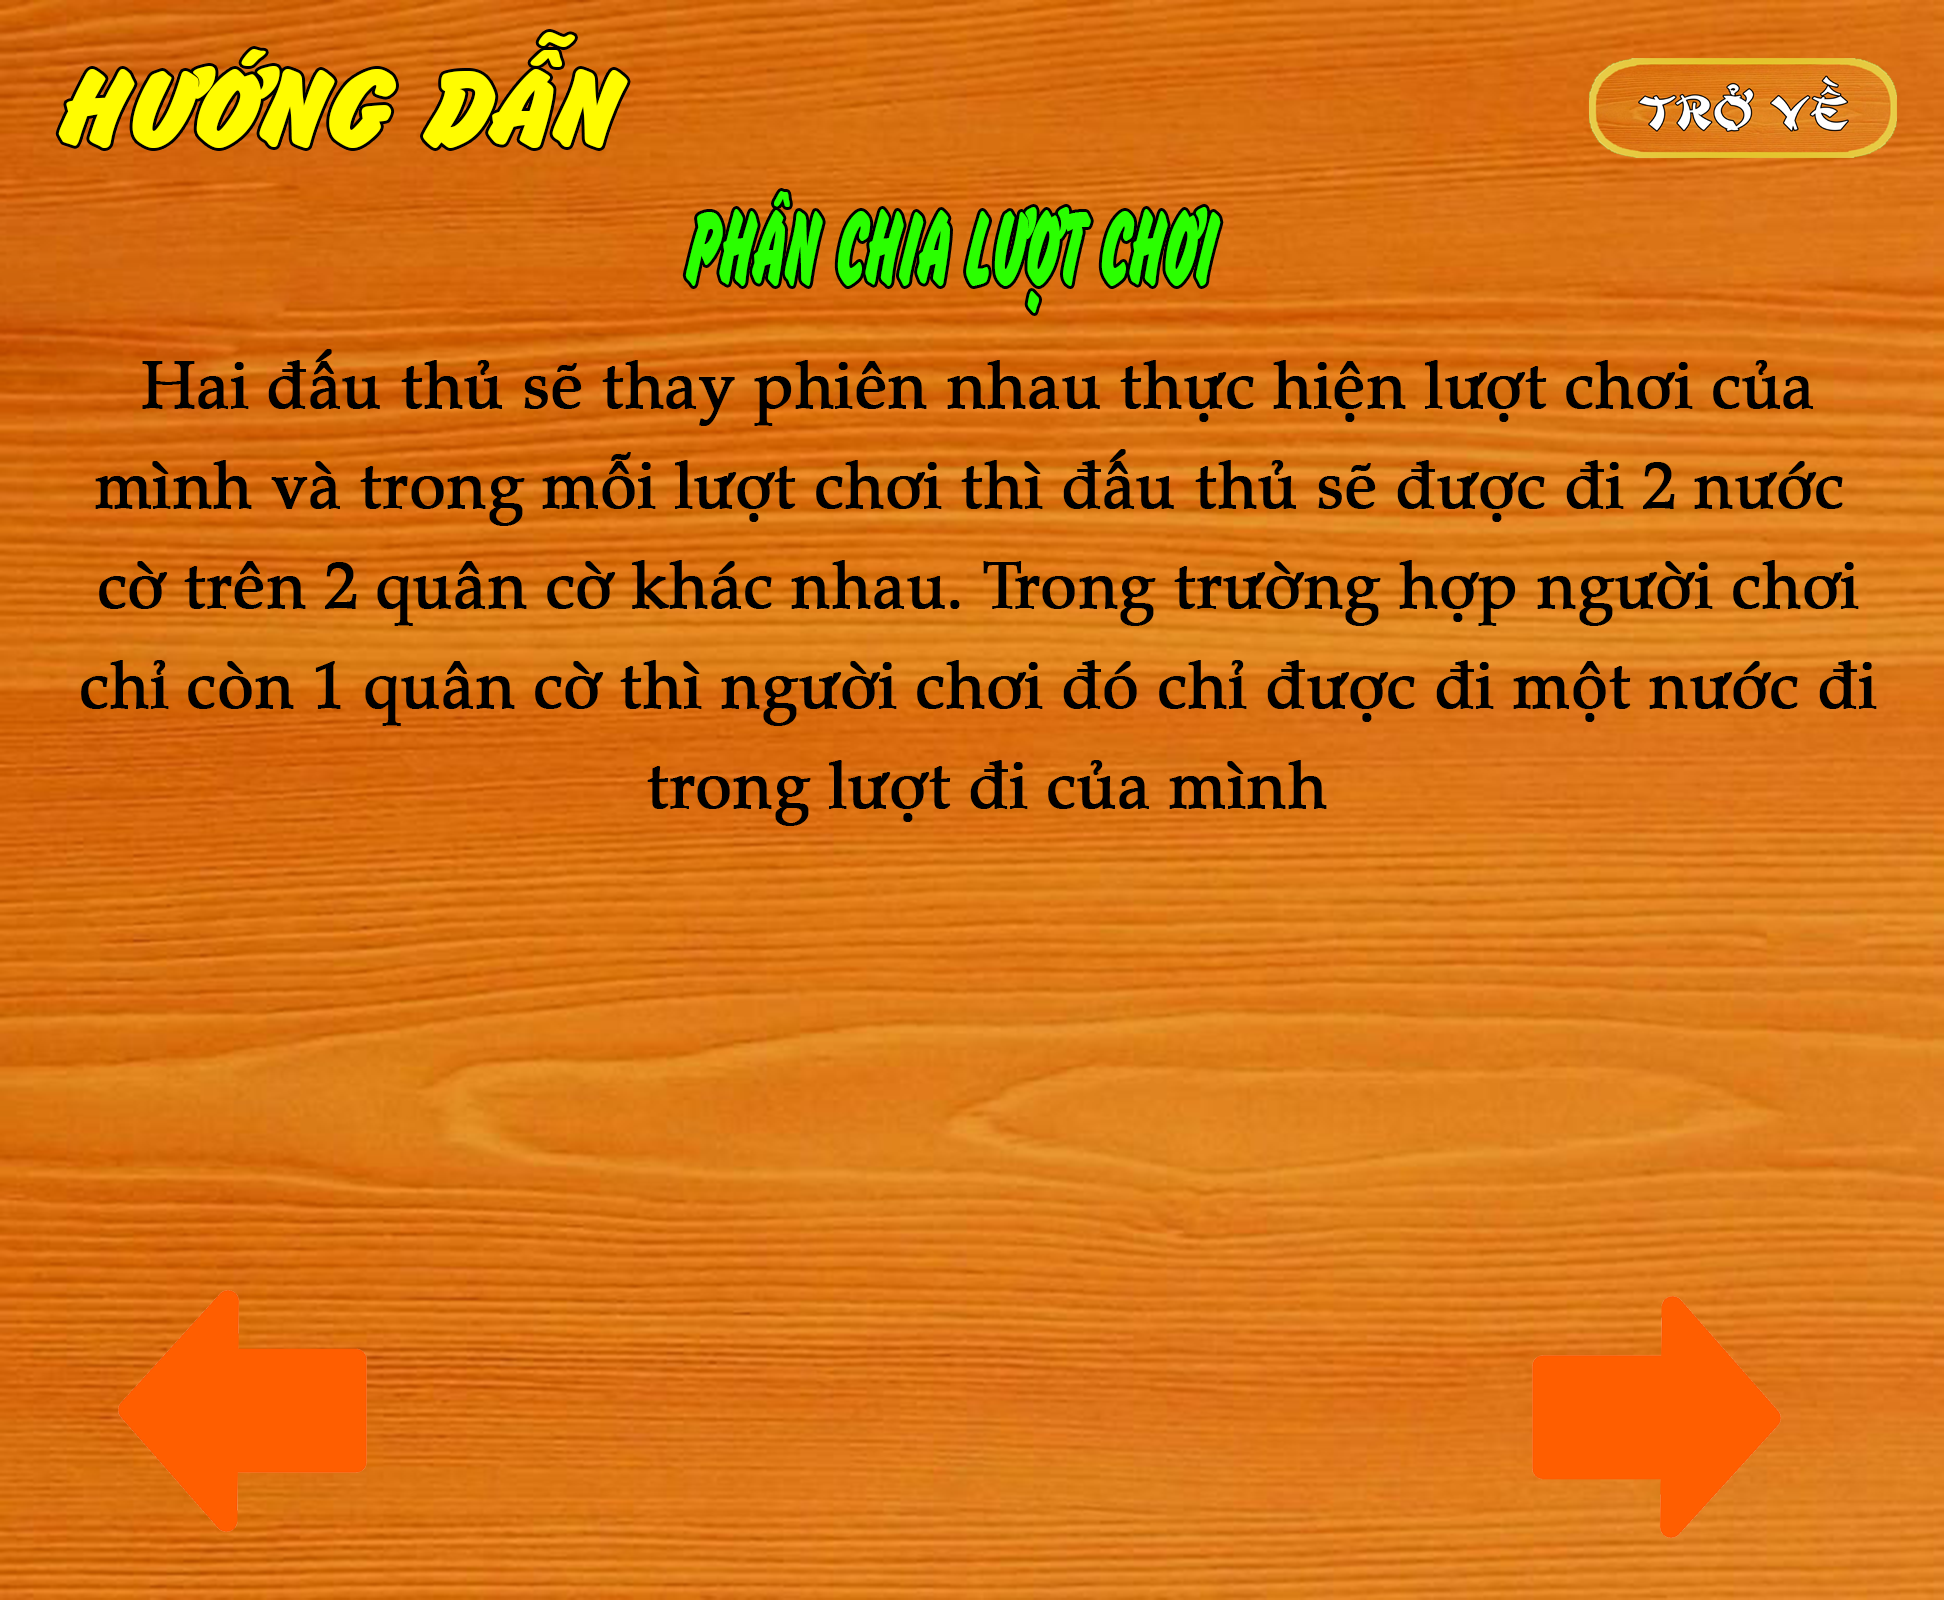 HƯỚNG DẪN
TRỞ VỀ
PHÂN CHIA LƯỢT CHƠI
Hai đấu thủ sẽ thay phiên nhau thực hiện lượt chơi của
mình và trong mỗi lượt chơi thì đấu thủ sẽ được đi 2 nước
cờ trên 2 quân cờ khác nhau. Trong trường hợp người chơi
chỉ còn 1 quân cờ thì người chơi đó chỉ được đi một nước đi
trong lượt đi của mình